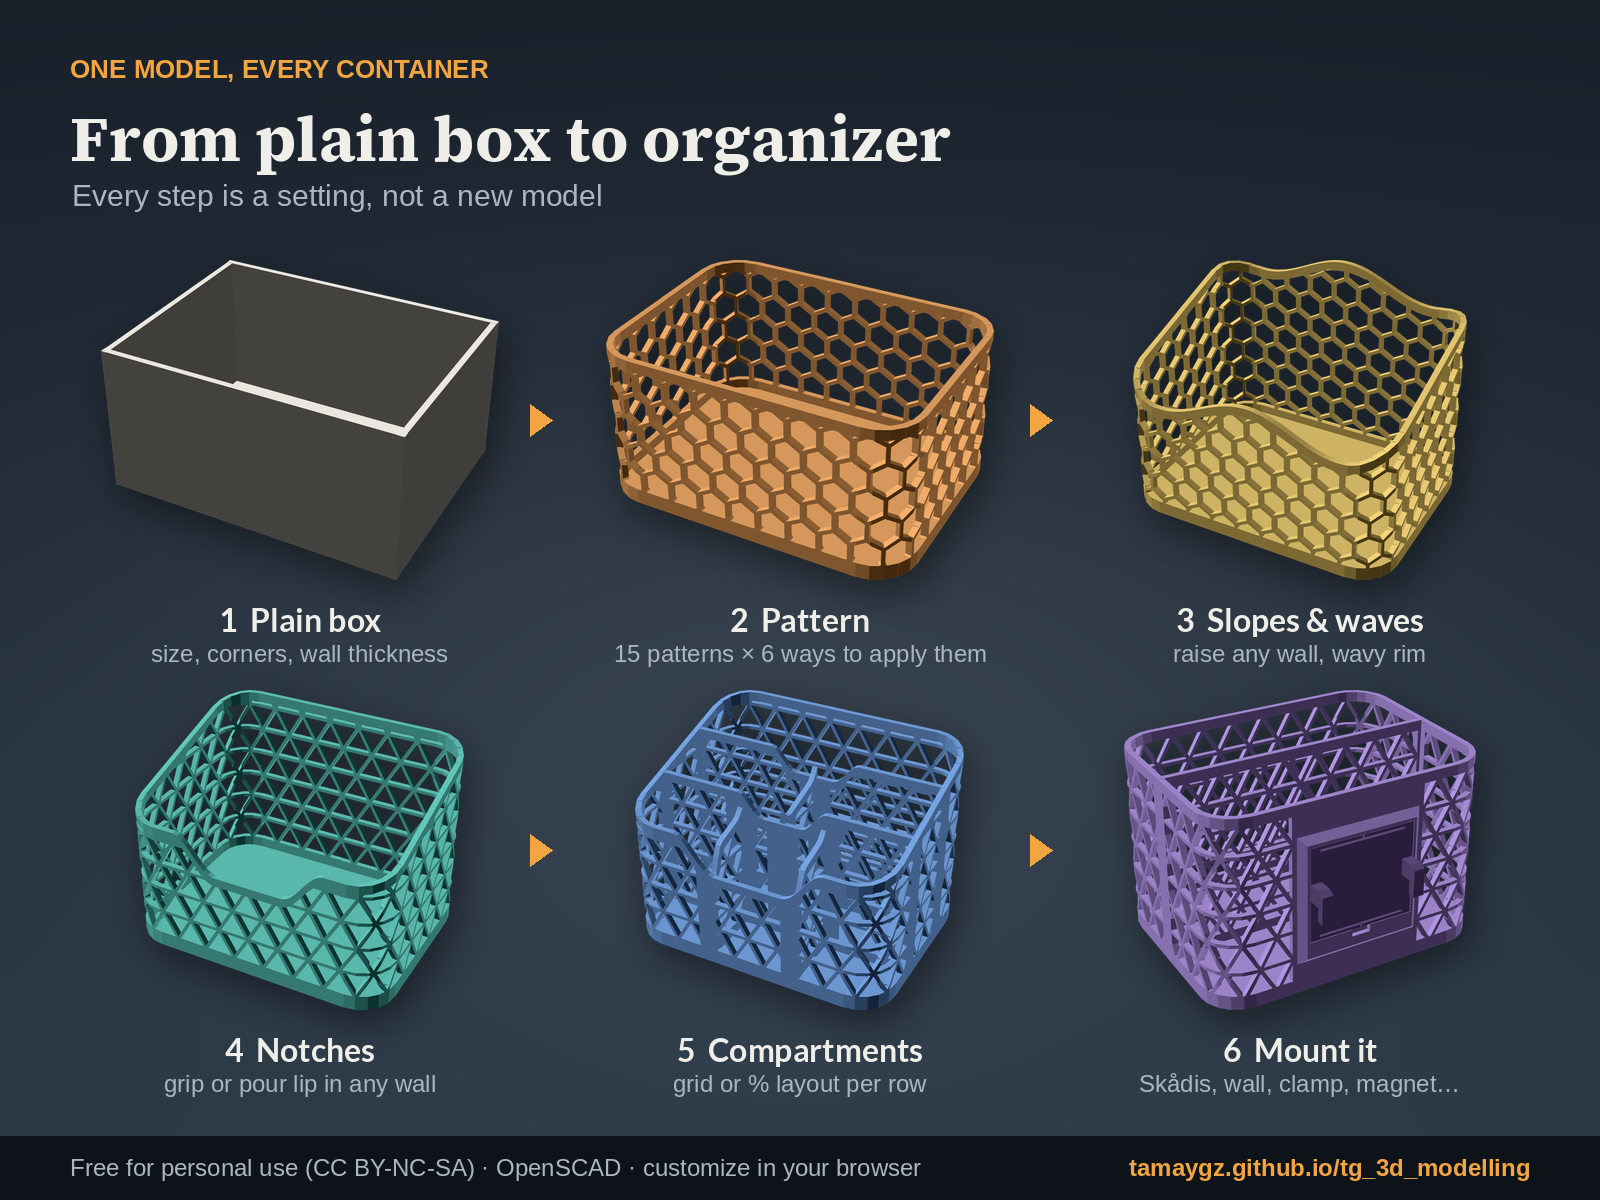 ONE MODEL, EVERY CONTAINER
From plain box to organizer
Every step is a setting, not a new model
1 Plain box
size, corners, wall thickness
2 Pattern
15 patterns × 6 ways to apply them
3 Slopes & waves
raise any wall, wavy rim
4 Notches
grip or pour lip in any wall
5 Compartments
grid or % layout per row
6 Mount it
Skådis, wall, clamp, magnet…
Free for personal use (CC BY-NC-SA) · OpenSCAD · customize in your browser
tamaygz.github.io/tg_3d_modelling